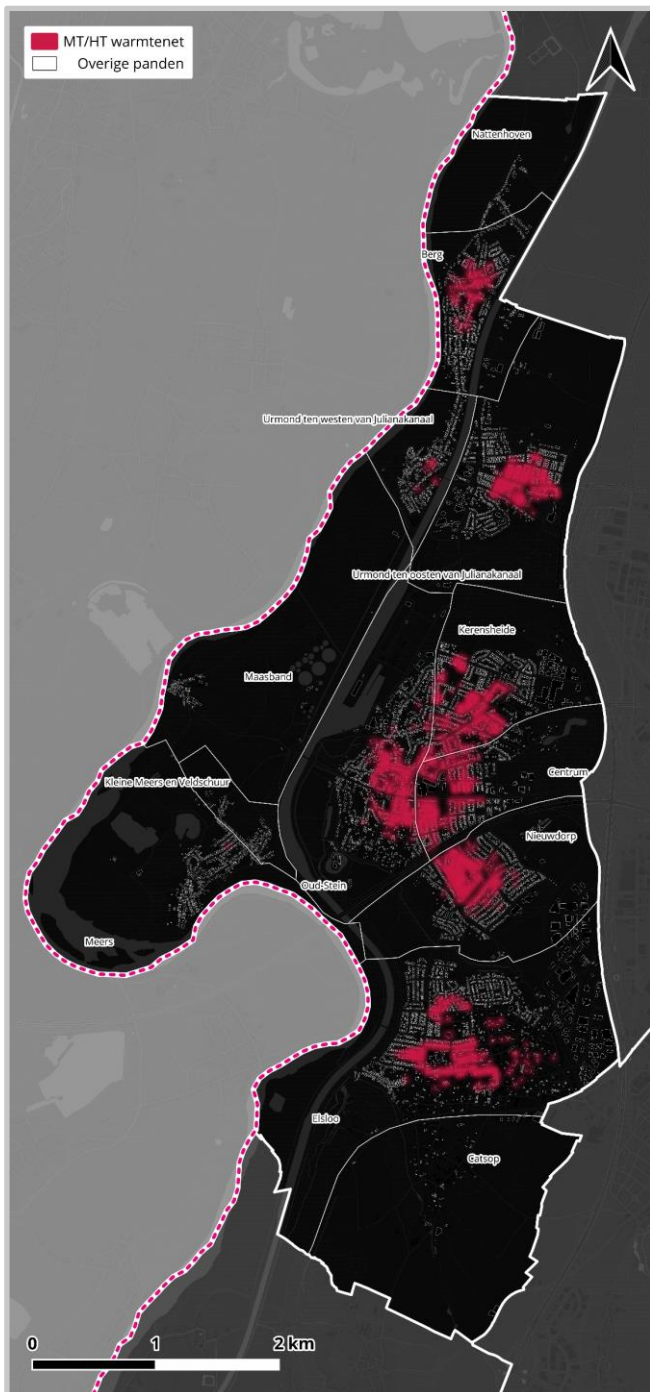 MT/HT warmtenet
Overige panden
Nattenhoven
Berg
Urmond ten westen van Julianakanaal
Urmond ten oosten van Julianakanaal
Kerensheide
Maasband
Centrum
Kleine Meers en Veldschuur
Nieuwdorp
Oud-Stein
Meers
Elsloo
Catsop
0 1 2 km